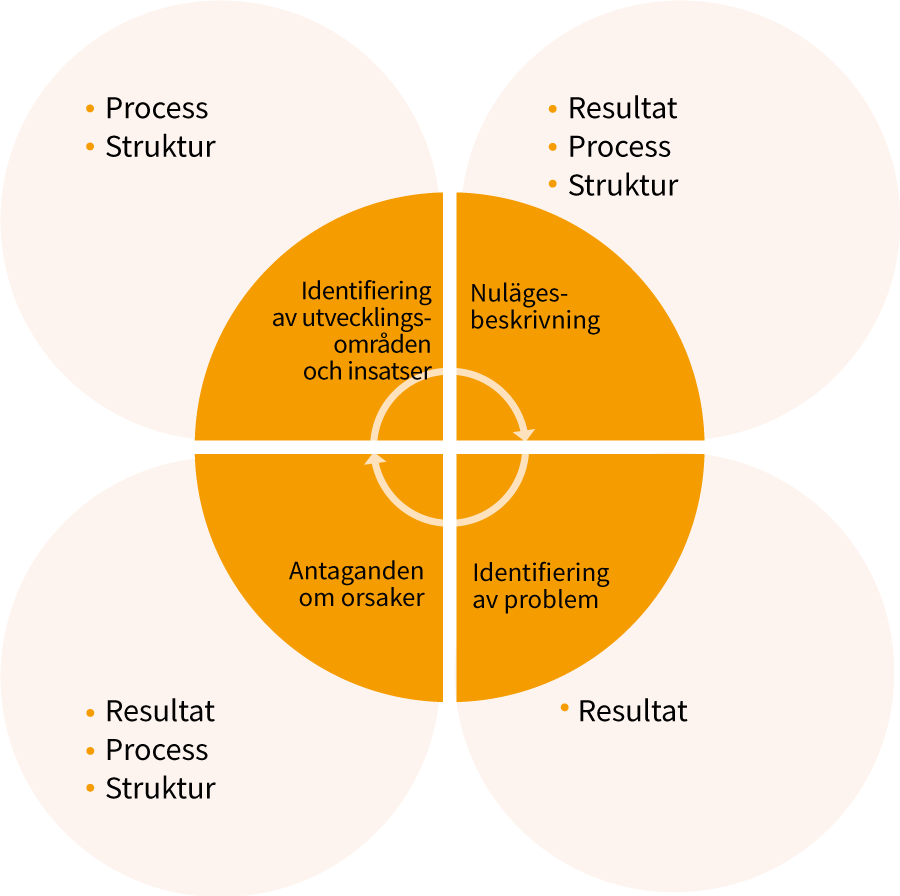 • Process
• Struktur
• Resultat
• Process
• Struktur
Identifiering
av utvecklings-
områden
och insatser
Nuläges-
beskrivning
Antaganden
om orsaker
Identifiering
av problem
• Resultat
• Process
• Struktur
• Resultat